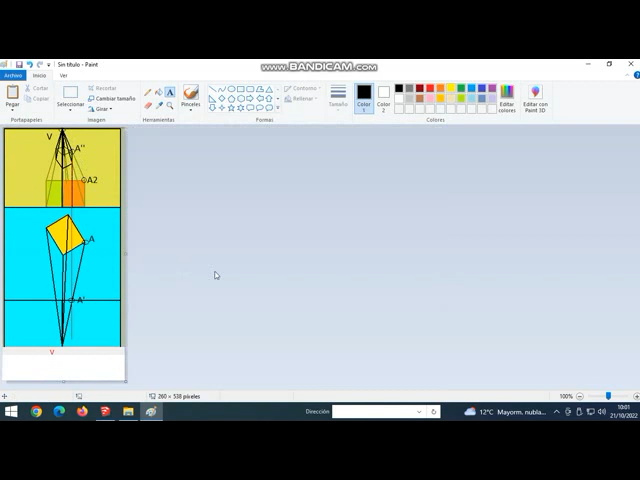 www.BANDICAM.com
Sin título - Paint
Archivo Inicio Ver
Pegar
Cortar
Copiar
Portapapeles
Seleccionar
Recortar
Cambiar tamaño
Girar
Imagen
A
Herramientas
Pinceles
Contorno
Rellenar
Formas
Tamaño
Color
1
Color
2
Colores
Editar
colores
Editar con
Paint 3D
V
A''
A2
A
A'
V
260 × 538 píxeles
100%
Dirección
12°C Mayorm. nubla...
10:01
21/10/2022